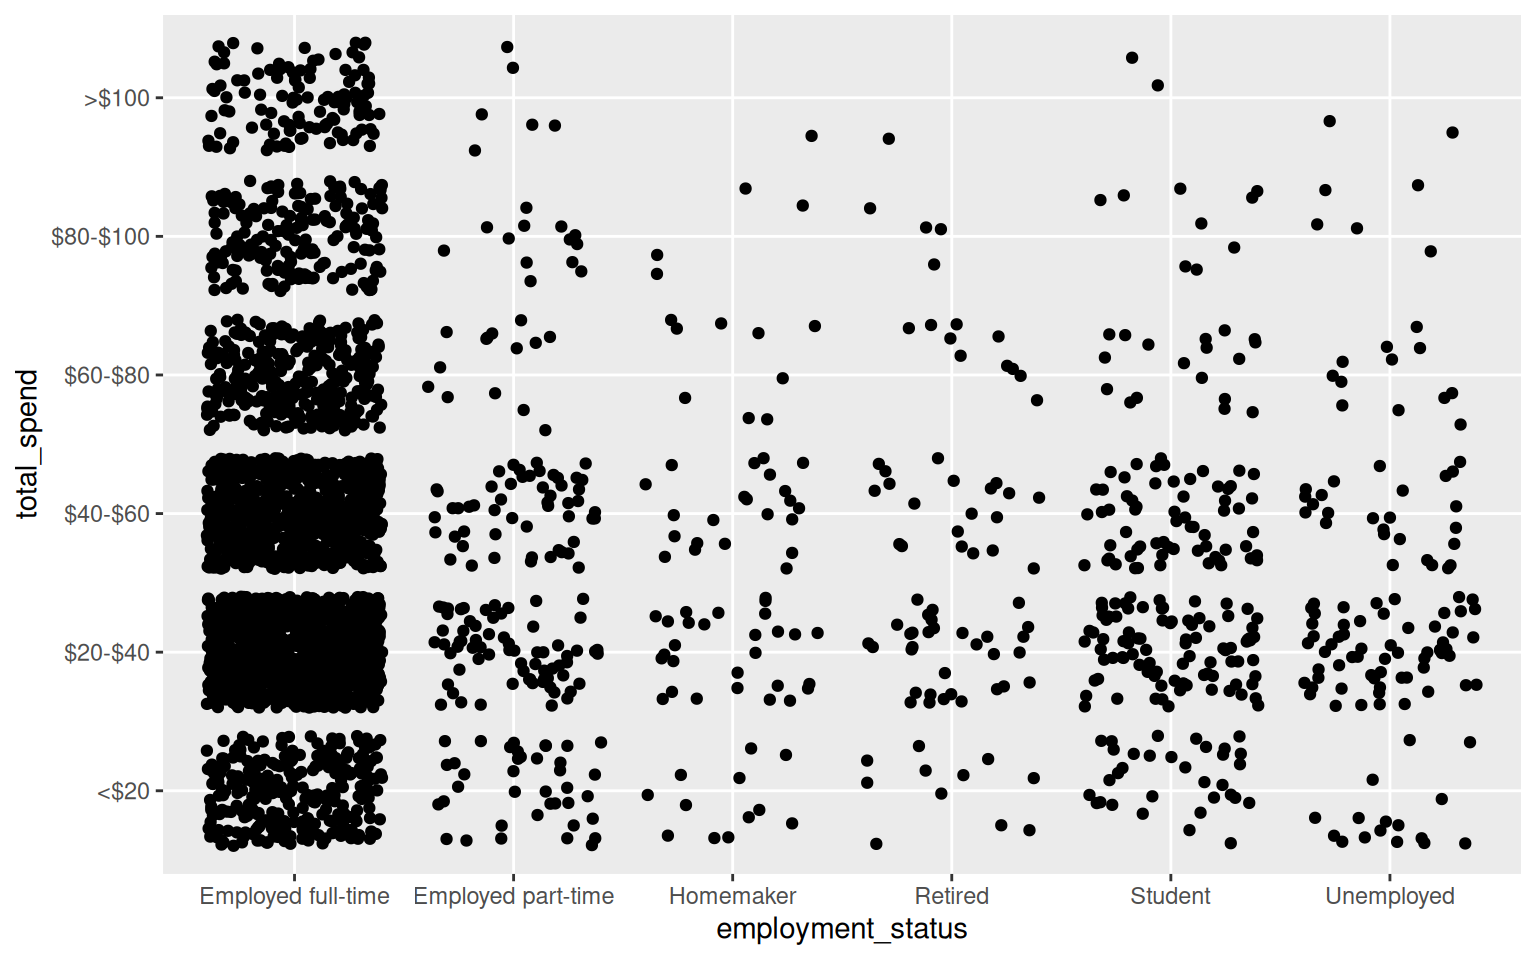 total_spend
>$100
$80-$100
$60-$80
$40-$60
$20-$40
<$20
Employed full-time Employed part-time Homemaker Retired Student Unemployed
employment_status